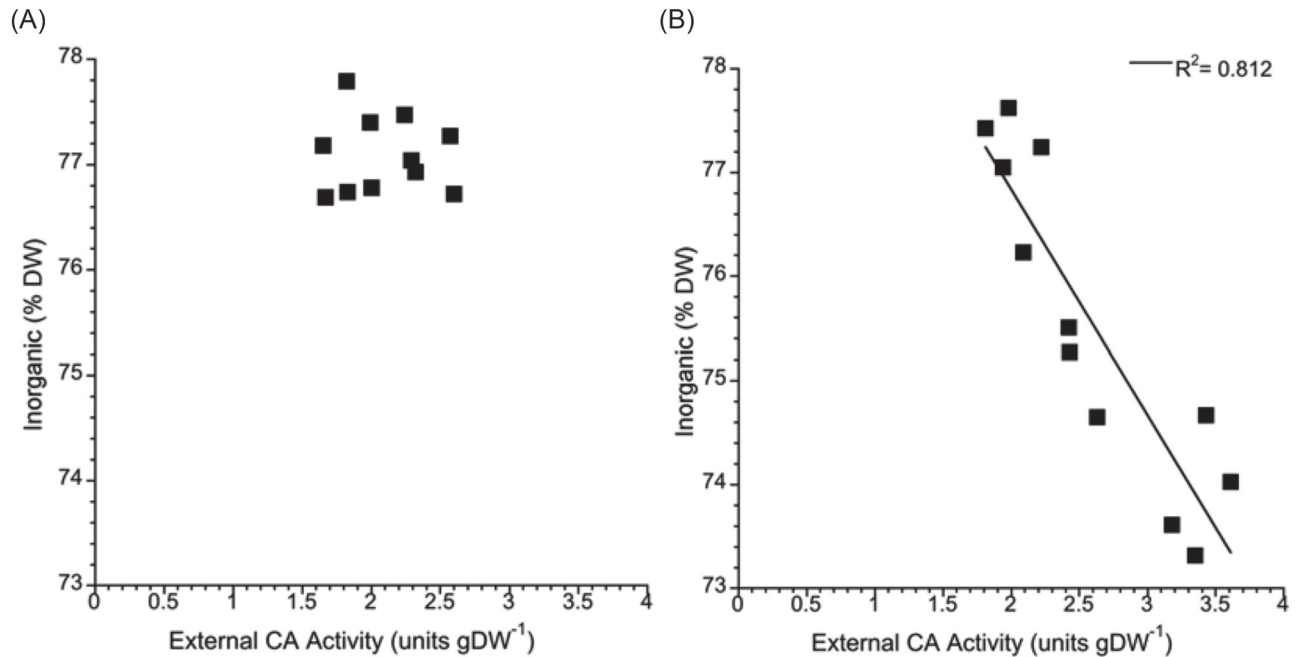 (A)
78
77
76
75
74
73
0 0.5 1 1.5 2 2.5 3 3.5 4
Inorganic (% DW)
External CA Activity (units gDW⁻¹)
(B)
R²= 0.812
78
77
76
75
74
73
0 0.5 1 1.5 2 2.5 3 3.5 4
Inorganic (% DW)
External CA Activity (units gDW⁻¹)